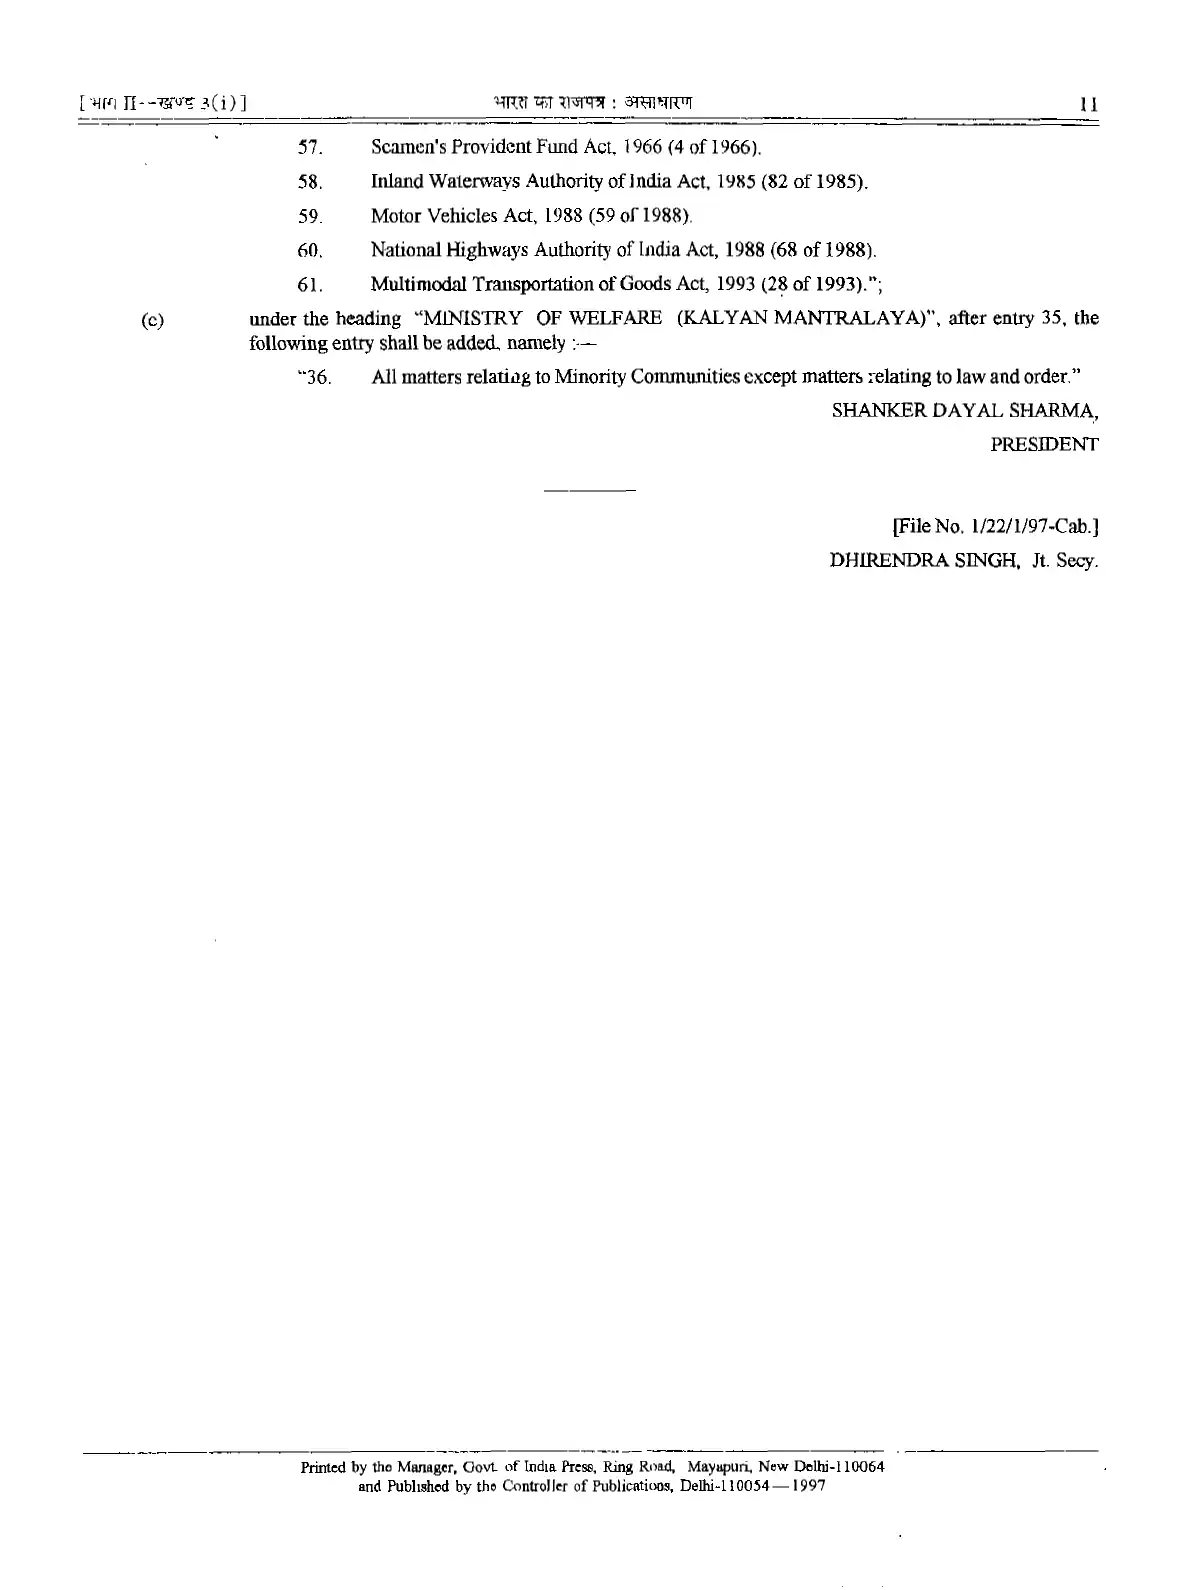 [भाग II--खण्ड 3(i)] भारत का राजपत्र : असाधारण 11
57. Seamen's Provident Fund Act, 1966 (4 of 1966).
58. Inland Waterways Authority of India Act, 1985 (82 of 1985).
59. Motor Vehicles Act, 1988 (59 of 1988).
60. National Highways Authority of India Act, 1988 (68 of 1988).
61. Multimodal Transportation of Goods Act, 1993 (28 of 1993).";
(c) under the heading "MINISTRY OF WELFARE (KALYAN MANTRALAYA)", after entry 35, the
following entry shall be added, namely :—
"36. All matters relating to Minority Communities except matters relating to law and order."
SHANKER DAYAL SHARMA,
PRESIDENT
[File No. 1/22/1/97-Cab.]
DHIRENDRA SINGH, Jt. Secy.
Printed by the Manager, Govt. of India Press, Ring Road, Mayapuri, New Delhi-110064
and Published by the Controller of Publications, Delhi-110054—1997